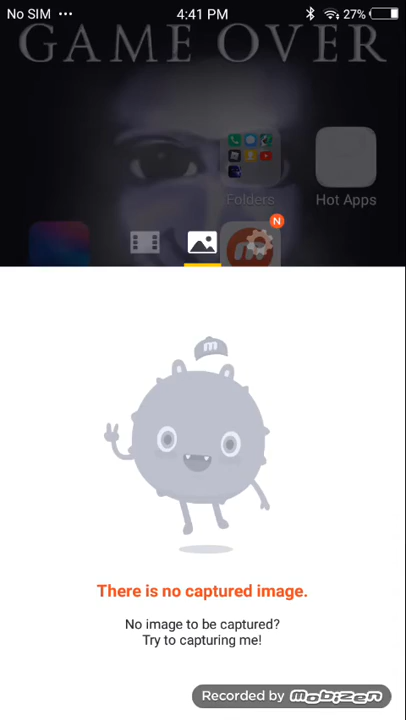 No SIM ••• 4:41 PM 27%
GAME OVER
Folders Hot Apps
N
m
m
There is no captured image.
No image to be captured?
Try to capturing me!
Recorded by mobizen